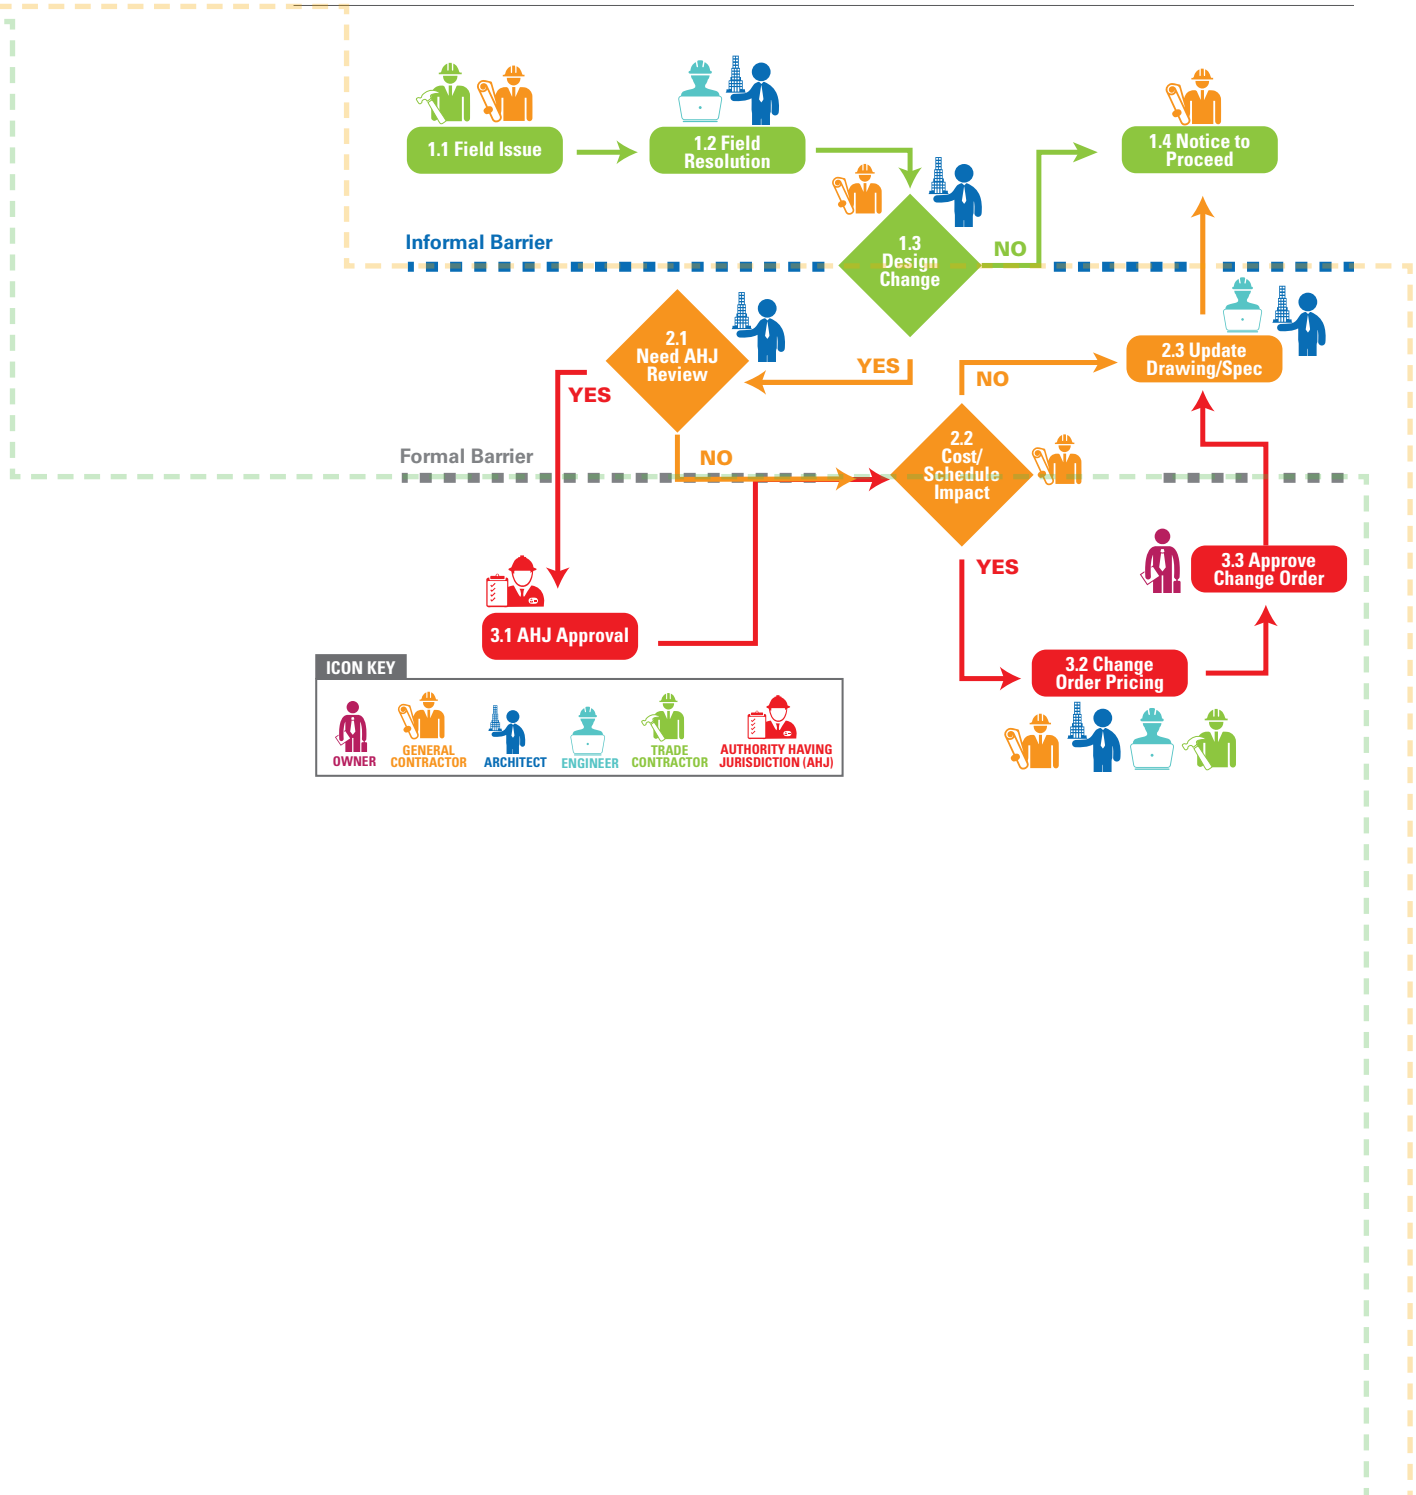 1.1 Field Issue
1.2 Field
Resolution
1.4 Notice to
Proceed
Informal Barrier
1.3
Design
Change
NO
2.1
Need AHJ
Review
YES
YES
NO
2.3 Update
Drawing/Spec
Formal Barrier
NO
2.2
Cost/
Schedule
Impact
YES
3.3 Approve
Change Order
3.1 AHJ Approval
3.2 Change
Order Pricing
ICON KEY
OWNER
GENERAL
CONTRACTOR
ARCHITECT
ENGINEER
TRADE
CONTRACTOR
AUTHORITY HAVING
JURISDICTION (AHJ)